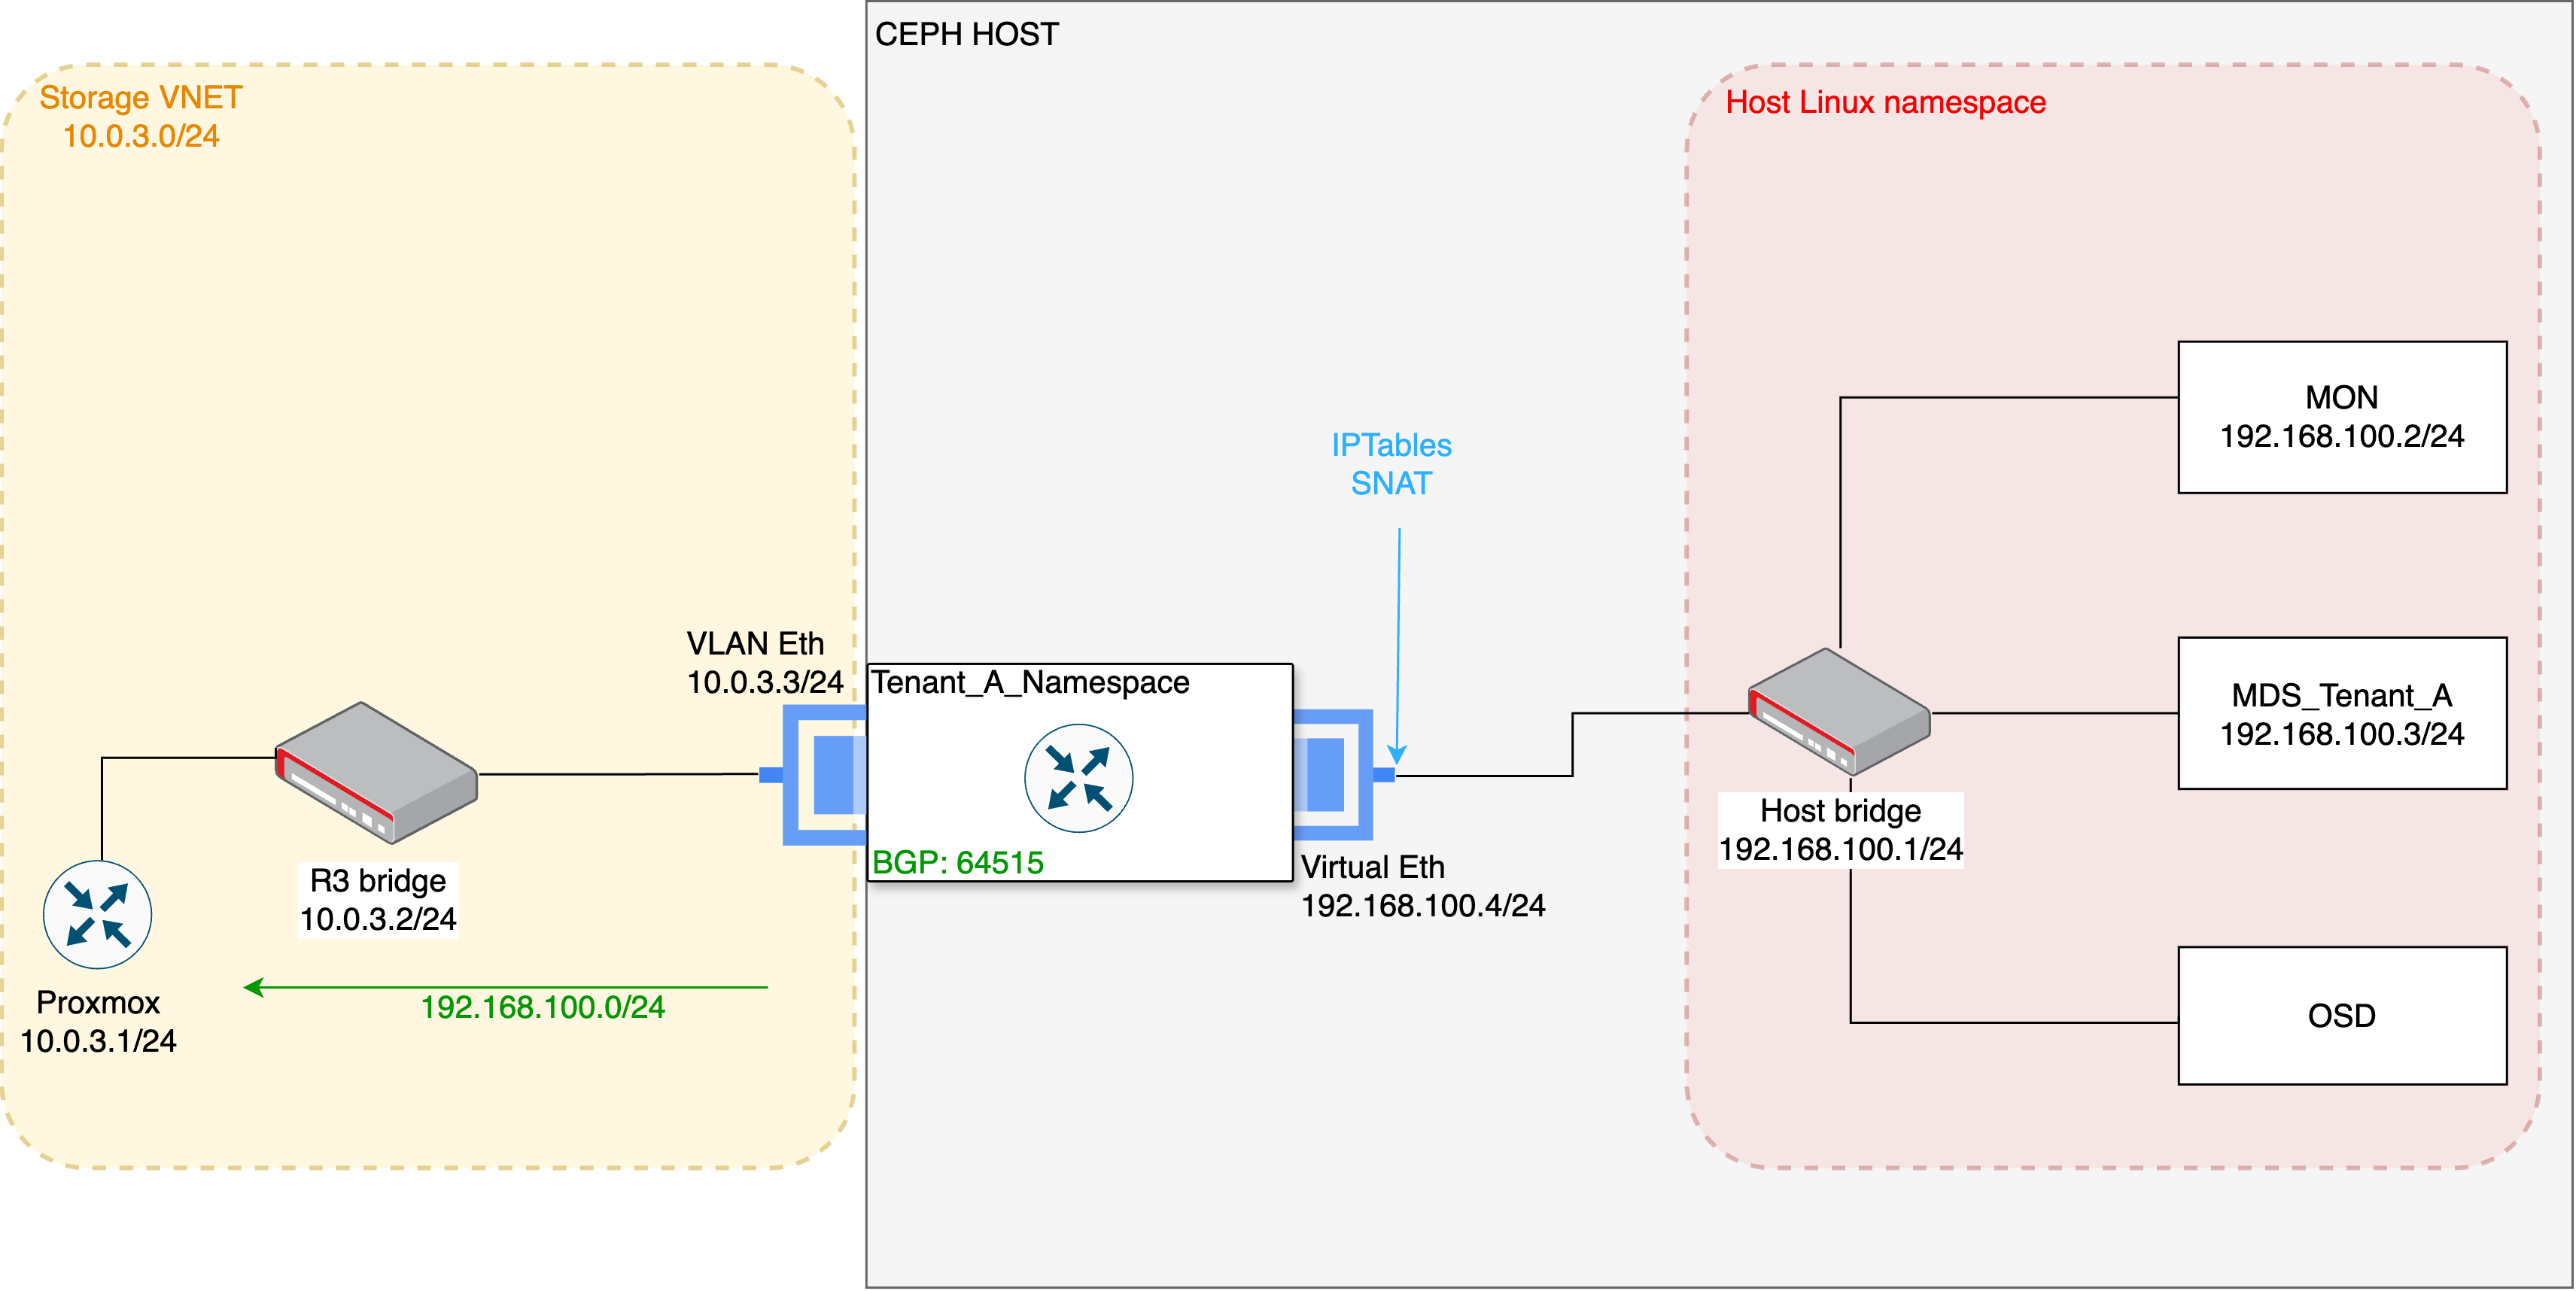 CEPH HOST
Storage VNET
10.0.3.0/24
Host Linux namespace
MON
192.168.100.2/24
IPTables
SNAT
VLAN Eth
10.0.3.3/24
Tenant_A_Namespace
BGP: 64515
MDS_Tenant_A
192.168.100.3/24
Host bridge
192.168.100.1/24
Virtual Eth
192.168.100.4/24
R3 bridge
10.0.3.2/24
Proxmox
10.0.3.1/24
192.168.100.0/24
OSD